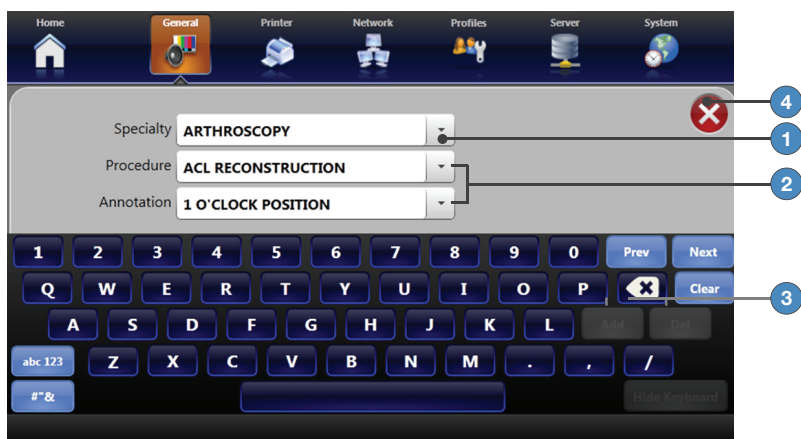 Home General Printer Network Profiles Server System
4
Specialty ARTHROSCOPY
1
Procedure ACL RECONSTRUCTION
2
Annotation 1 O'CLOCK POSITION
1 2 3 4 5 6 7 8 9 0 Prev Next
Q W E R T Y U I O P X Clear
3
A S D F G H J K L Add Del
abc 123 Z X C V B N M . , /
#"& Hide Keyboard